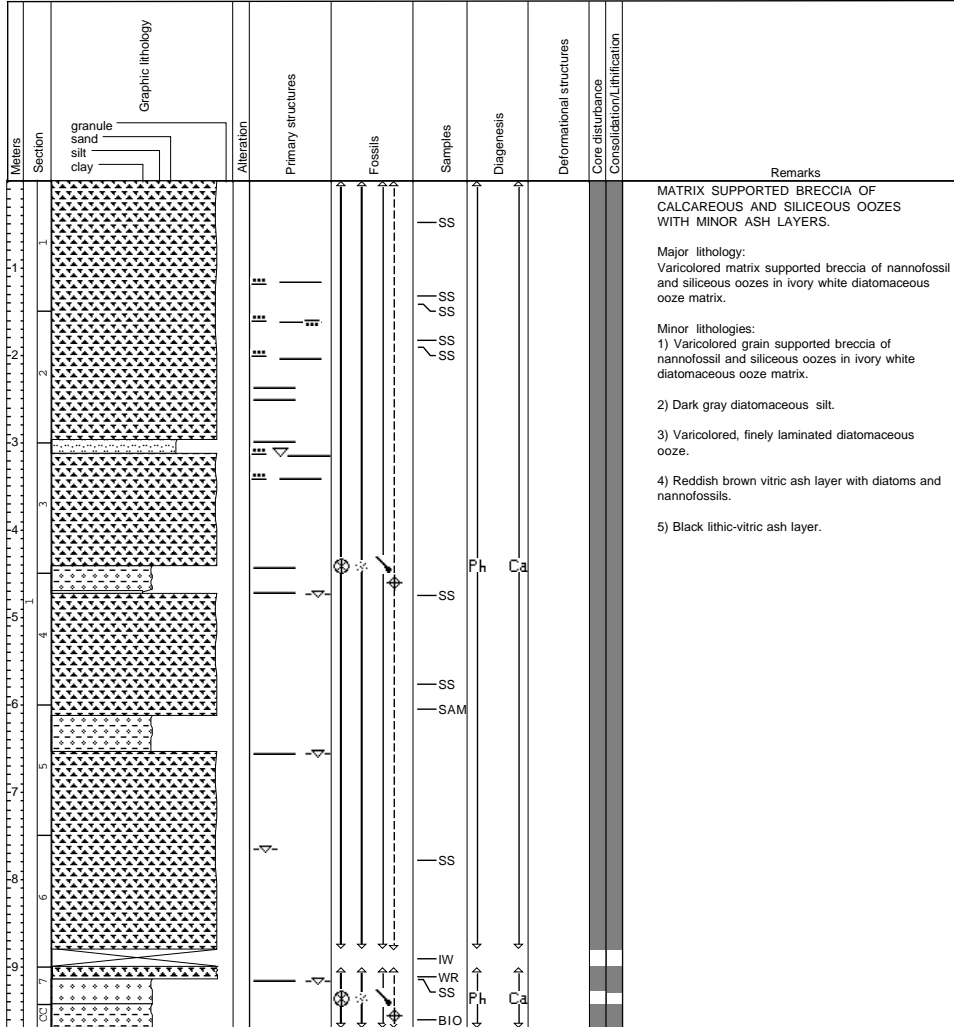 Meters
Section
Graphic lithology
granule
sand
silt
clay
Alteration
Primary structures
Fossils
Samples
Diagenesis
Deformational structures
Core disturbance
Consolidation/Lithification
Remarks
MATRIX SUPPORTED BRECCIA OF
CALCAREOUS AND SILICEOUS OOZES
WITH MINOR ASH LAYERS.
Major lithology:
Varicolored matrix supported breccia of nannofossil
and siliceous oozes in ivory white diatomaceous
ooze matrix.
Minor lithologies:
1) Varicolored grain supported breccia of
nannofossil and siliceous oozes in ivory white
diatomaceous ooze matrix.
2) Dark gray diatomaceous silt.
3) Varicolored, finely laminated diatomaceous
ooze.
4) Reddish brown vitric ash layer with diatoms and
nannofossils.
5) Black lithic-vitric ash layer.
1
2
3
4
5
6
7
8
9
1
2
3
1
4
5
6
7
CC
SS
SS
SS
SS
SS
SS
SS
SAM
SS
IW
WR
SS
BIO
Ph Ca
Ph Ca